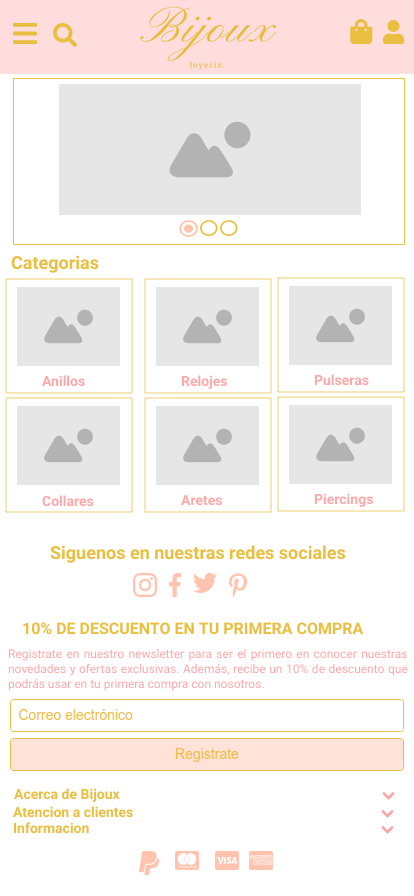 Bijoux
loyeria.
Categorias
Anillos
Relojes
Pulseras
Collares
Aretes
Piercings
Siguenos en nuestras redes sociales
10% DE DESCUENTO EN TU PRIMERA COMPRA
Registrate en nuestro newsletter para ser el primero en conocer nuestras
novedades y ofertas exclusivas. Además, recibe un 10% de descuento que
podrás usar en tu primera compra con nosotros.
Correo electrónico
Registrate
Acerca de Bijoux
Atencion a clientes
Informacion
VISA